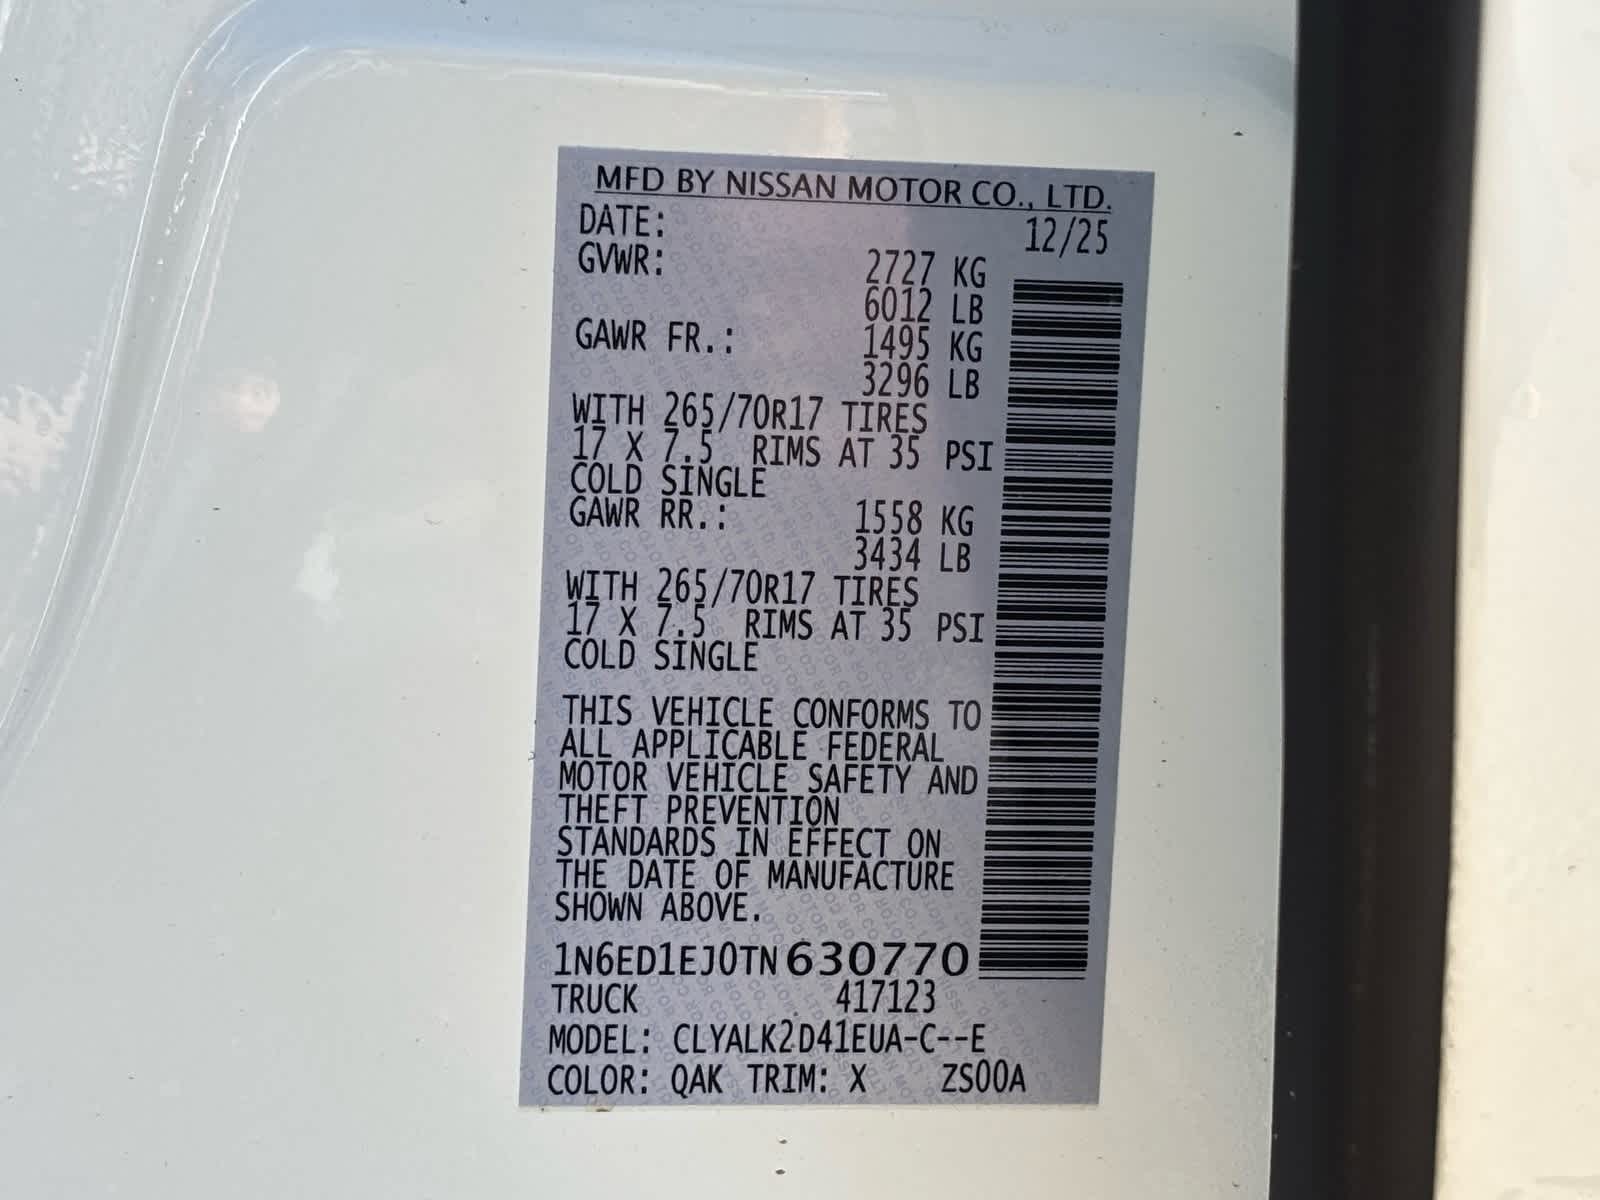 MFD BY NISSAN MOTOR CO., LTD.
DATE: 12/25
GVWR: 2727 KG
6012 LB
GAWR FR.: 1495 KG
3296 LB
WITH 265/70R17 TIRES
17 X 7.5 RIMS AT 35 PSI
COLD SINGLE
GAWR RR.: 1558 KG
3434 LB
WITH 265/70R17 TIRES
17 X 7.5 RIMS AT 35 PSI
COLD SINGLE
THIS VEHICLE CONFORMS TO
ALL APPLICABLE FEDERAL
MOTOR VEHICLE SAFETY AND
THEFT PREVENTION
STANDARDS IN EFFECT ON
THE DATE OF MANUFACTURE
SHOWN ABOVE.
1N6ED1EJ0TN630770
TRUCK 417123
MODEL: CLYALK2D41EUA-C--E
COLOR: QAK TRIM: X ZS00A